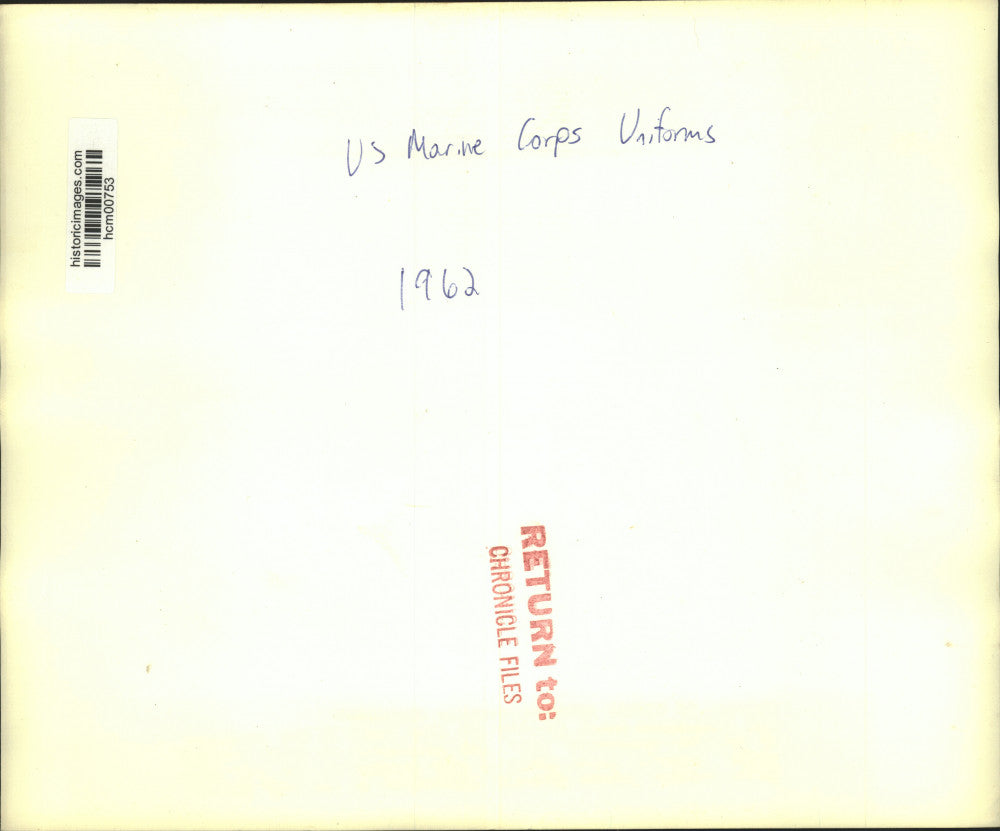 US Marine Corps Uniforms
1962
historicimages.com
hcm00753
RETURN to:
CHRONICLE FILES